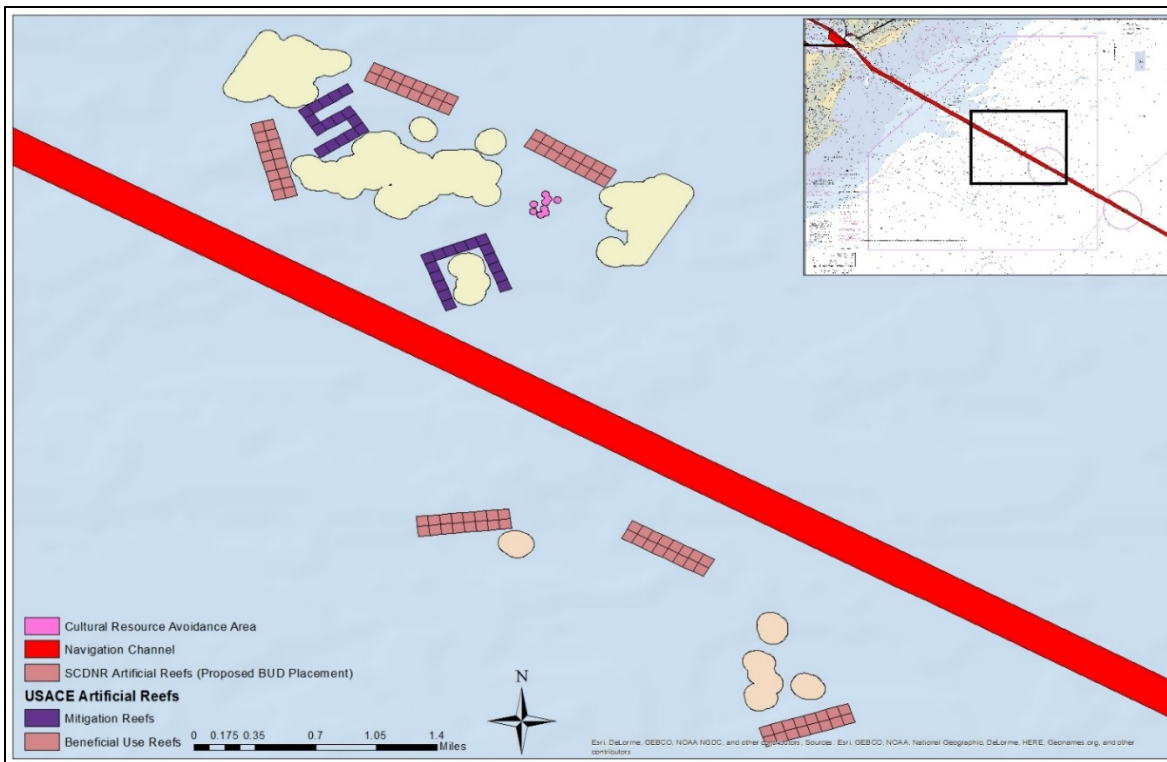 Cultural Resource Avoidance Area
Navigation Channel
SCDNR Artificial Reefs (Proposed BUD Placement)
USACE Artificial Reefs
Mitigation Reefs
Beneficial Use Reefs
0 0.175 0.35 0.7 1.05 1.4
Miles
N
Esri, DeLorme, GEBCO, NOAA NGDC, and other contributors, Sources: Esri, GEBCO, NOAA, National Geographic, DeLorme, HERE, Geonames.org, and other
contributors